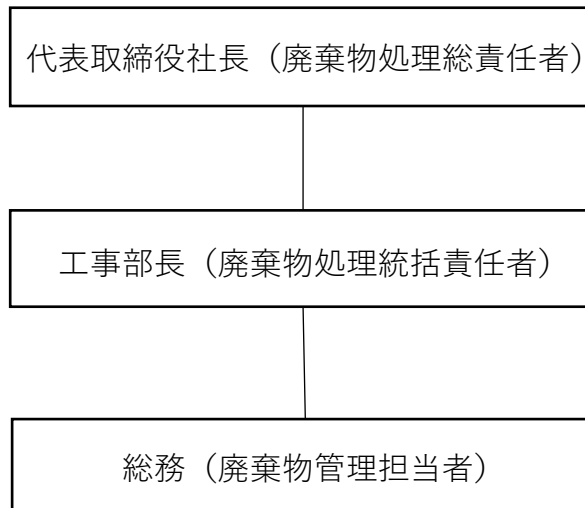 代表取締役社長（廃棄物処理総責任者）
工事部長（廃棄物処理統括責任者）
総務（廃棄物管理担当者）